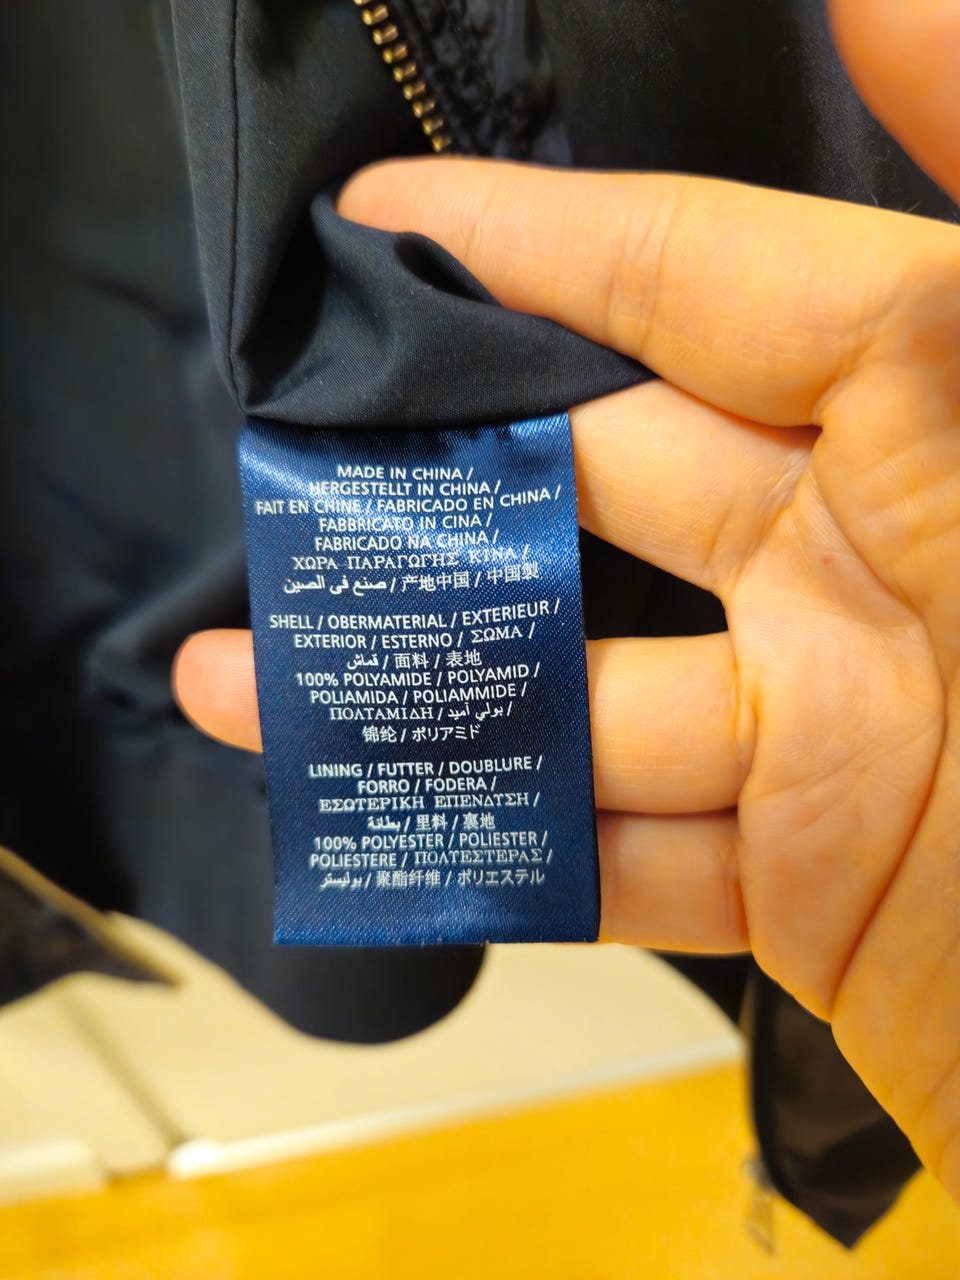 MADE IN CHINA /
HERGESTELLT IN CHINA /
FAIT EN CHINE / FABRICADO EN CHINA /
FABBRICATO IN CINA /
FABRICADO NA CHINA /
ΧΩΡΑ ΠΑΡΑΓΩΓΗΣ ΚΙΝΑ /
صنع في الصين / 产地中国 / 中国製
SHELL / OBERMATERIAL / EXTERIEUR /
EXTERIOR / ESTERNO / ΣΩΜΑ /
قماش / 面料 / 表地
100% POLYAMIDE / POLYAMID /
POLIAMIDA / POLIAMMIDE /
ΠΟΛΥΑΜΙΔΗ / بولي أميد /
锦纶 / ポリアミド
LINING / FUTTER / DOUBLURE /
FORRO / FODERA /
ΕΣΩΤΕΡΙΚΗ ΕΠΕΝΔΥΣΗ /
بطانة / 里料 / 裏地
100% POLYESTER / POLIESTER /
POLIESTERE / ΠΟΛΥΕΣΤΕΡΑΣ /
بوليستر / 聚酯纤维 / ポリエステル